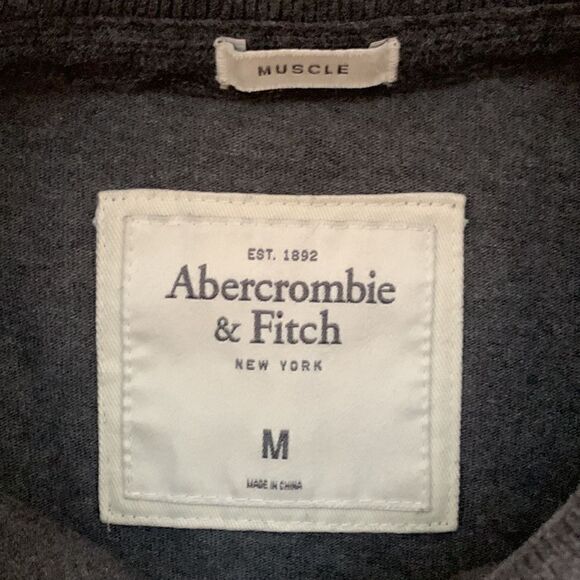 MUSCLE
EST. 1892
Abercrombie
& Fitch
NEW YORK
M
MADE IN CHINA